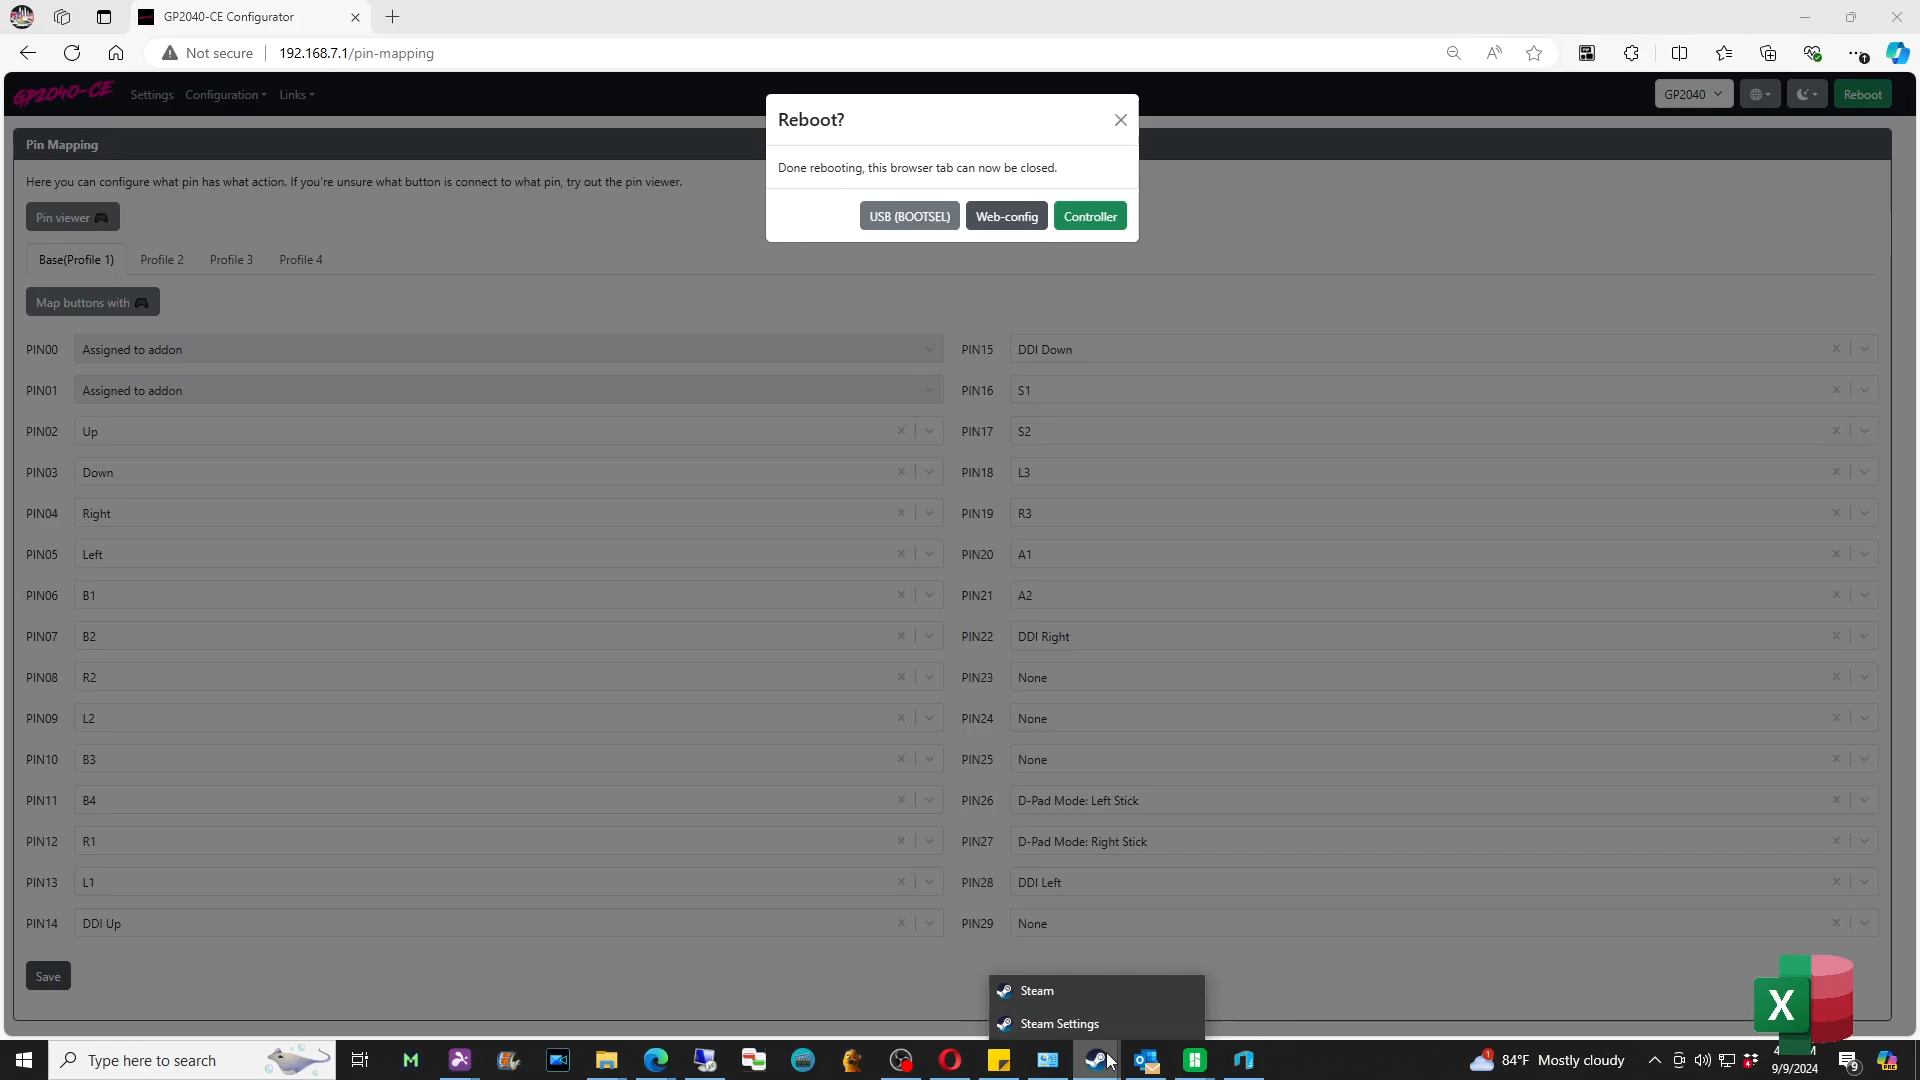 GP2040-CE Configurator
Not secure
192.168.7.1/pin-mapping
GP2040-CE
Settings
Configuration
Links
GP2040
Reboot
Reboot?
Done rebooting, this browser tab can now be closed.
USB (BOOTSEL)
Web-config
Controller
Pin Mapping
Here you can configure what pin has what action. If you're unsure what button is connect to what pin, try out the pin viewer.
Pin viewer
Base(Profile 1)
Profile 2
Profile 3
Profile 4
Map buttons with
PIN00 Assigned to addon
PIN01 Assigned to addon
PIN02 Up
PIN03 Down
PIN04 Right
PIN05 Left
PIN06 B1
PIN07 B2
PIN08 R2
PIN09 L2
PIN10 B3
PIN11 B4
PIN12 R1
PIN13 L1
PIN14 DDI Up
PIN15 DDI Down
PIN16 S1
PIN17 S2
PIN18 L3
PIN19 R3
PIN20 A1
PIN21 A2
PIN22 DDI Right
PIN23 None
PIN24 None
PIN25 None
PIN26 D-Pad Mode: Left Stick
PIN27 D-Pad Mode: Right Stick
PIN28 DDI Left
PIN29 None
Save
Steam
Steam Settings
X
Type here to search
1
84°F Mostly cloudy
9/9/2024
9
PRE